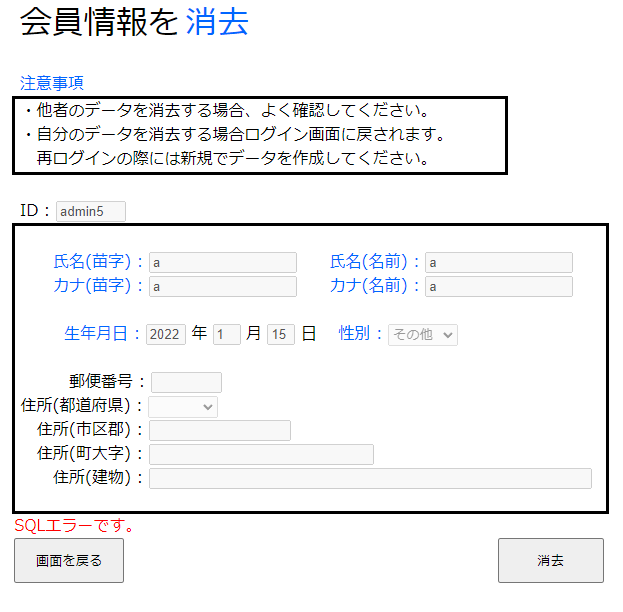 会員情報を 消去
注意事項
・他者のデータを消去する場合、よく確認してください。
・自分のデータを消去する場合ログイン画面に戻されます。
再ログインの際には新規でデータを作成してください。
ID： admin5
氏名(苗字)： a 氏名(名前)： a
カナ(苗字)： a カナ(名前)： a
生年月日： 2022 年 1 月 15 日 性別： その他
郵便番号：
住所(都道府県)：
住所(市区郡)：
住所(町大字)：
住所(建物)：
SQLエラーです。
画面を戻る 消去